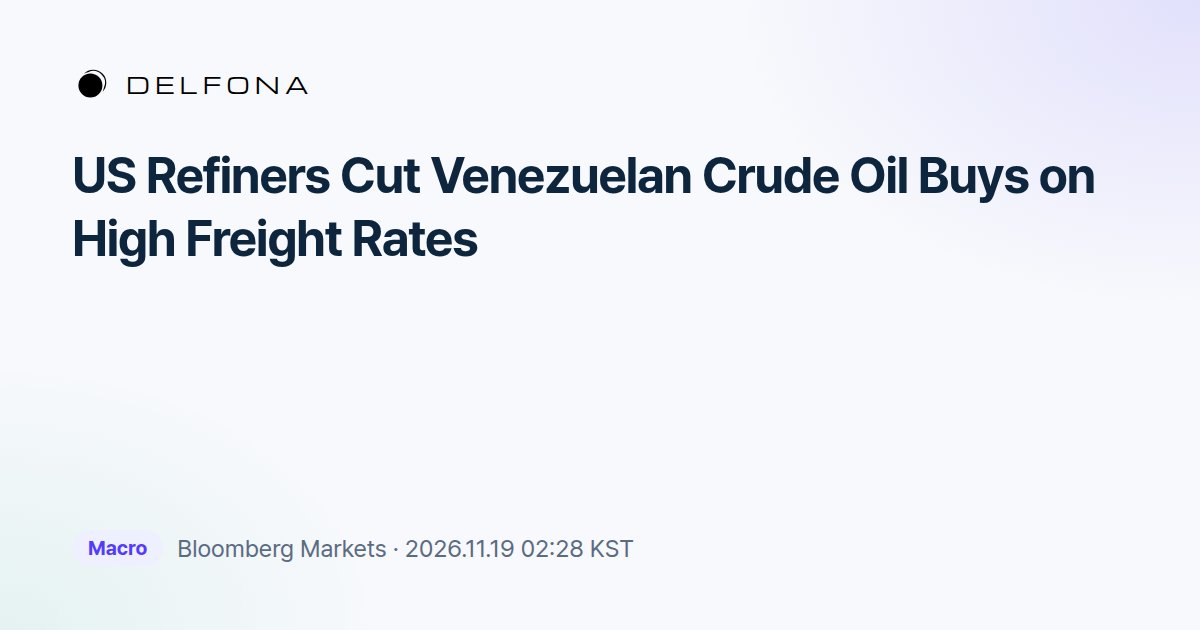 DELFONA
US Refiners Cut Venezuelan Crude Oil Buys on
High Freight Rates
Macro Bloomberg Markets · 2026.11.19 02:28 KST